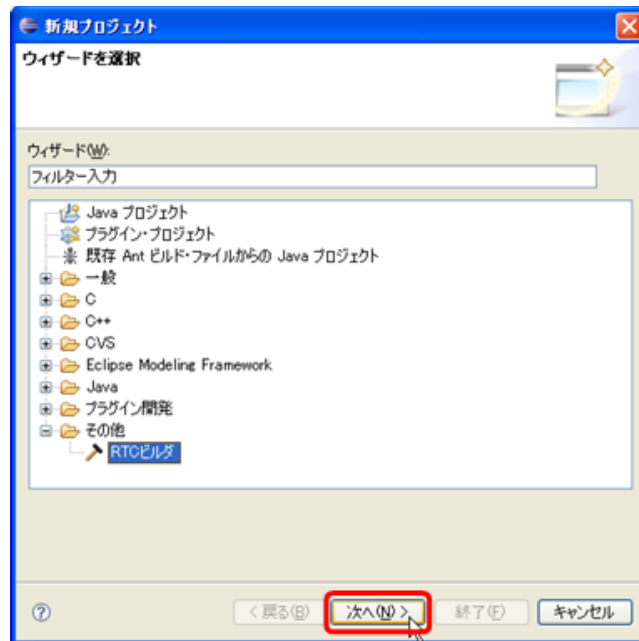 新規プロジェクト
ウィザードを選択
ウィザード(W):
フィルター入力
Java プロジェクト
プラグイン・プロジェクト
既存 Ant ビルド・ファイルからの Java プロジェクト
一般
C
C++
CVS
Eclipse Modeling Framework
Java
プラグイン開発
その他
RTCビルダ
< 戻る(B) 次へ(N) > 終了(F) キャンセル